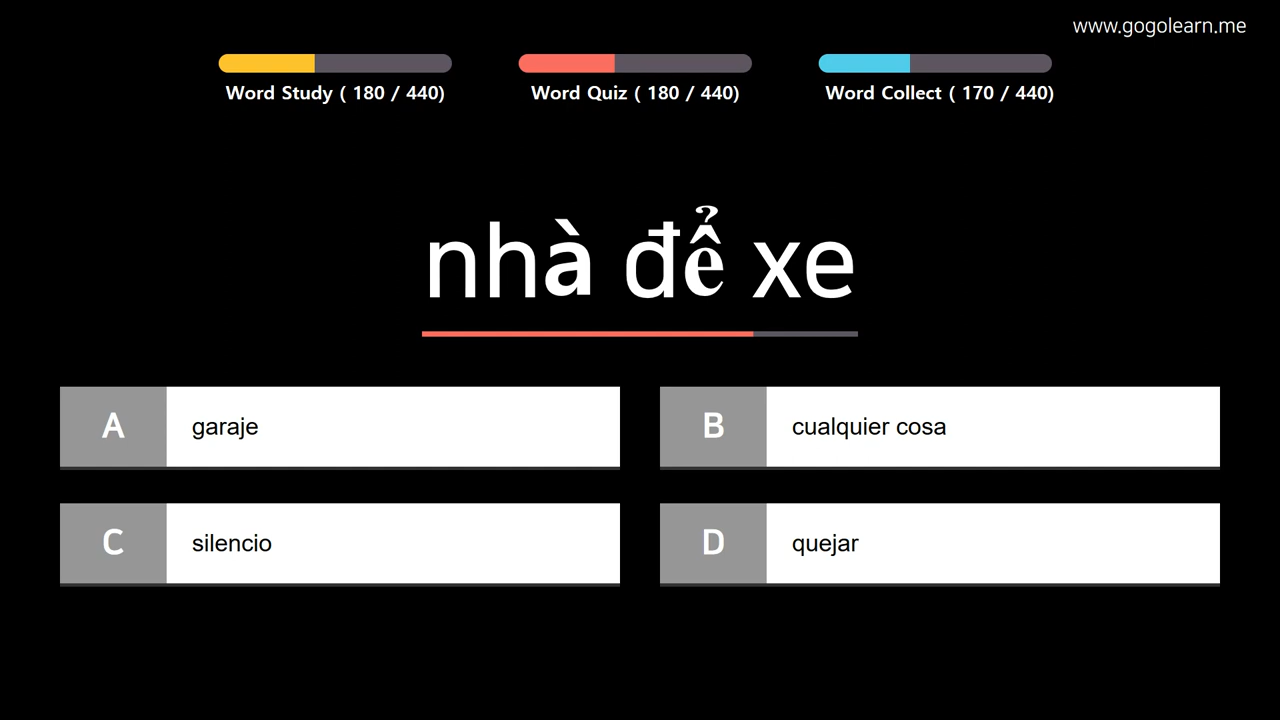 www.gogolearn.me
Word Study ( 180 / 440)
Word Quiz ( 180 / 440)
Word Collect ( 170 / 440)
nhà để xe
A garaje
B cualquier cosa
C silencio
D quejar